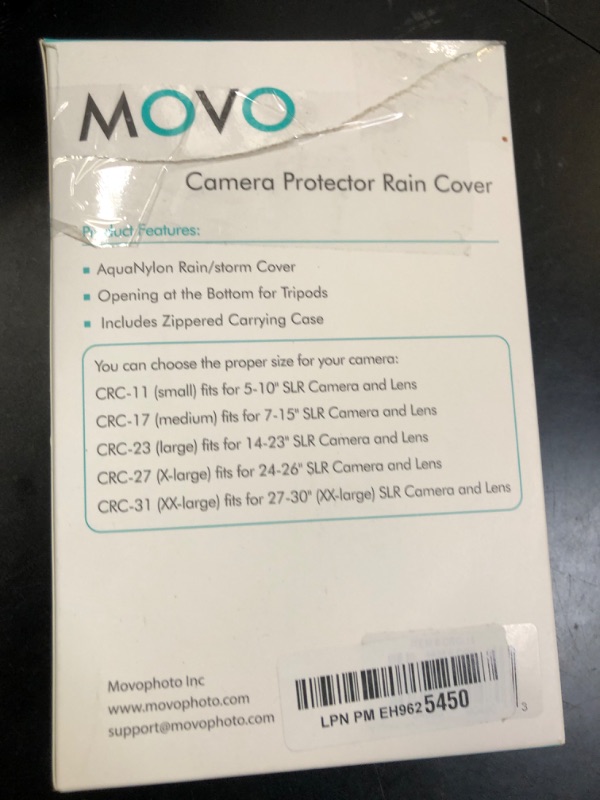 MOVO
Camera Protector Rain Cover
Product Features:
▪ AquaNylon Rain/storm Cover
▪ Opening at the Bottom for Tripods
▪ Includes Zippered Carrying Case
You can choose the proper size for your camera:
CRC-11 (small) fits for 5-10" SLR Camera and Lens
CRC-17 (medium) fits for 7-15" SLR Camera and Lens
CRC-23 (large) fits for 14-23" SLR Camera and Lens
CRC-27 (X-large) fits for 24-26" SLR Camera and Lens
CRC-31 (XX-large) fits for 27-30" (XX-large) SLR Camera and Lens
Movophoto Inc
www.movophoto.com
support@movophoto.com
LPN PM EH962 5450
3